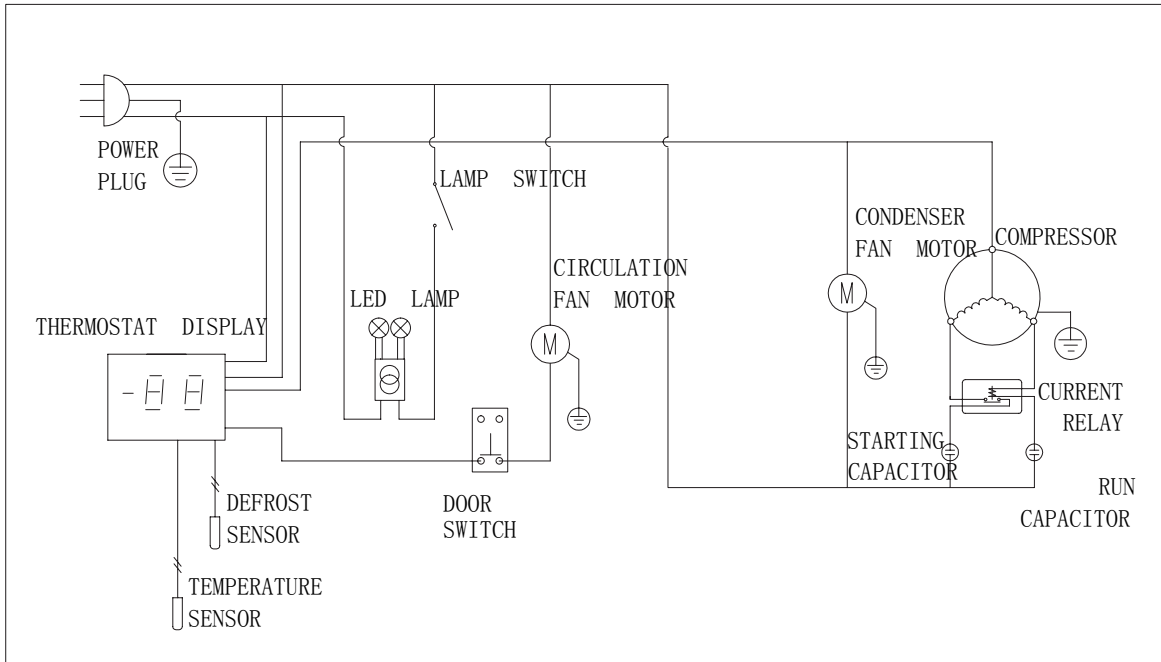 POWER
PLUG
LAMP SWITCH
CONDENSER
FAN MOTOR
COMPRESSOR
CIRCULATION
FAN MOTOR
LED LAMP
M
M
THERMOSTAT DISPLAY
-88
CURRENT
RELAY
STARTING
CAPACITOR
RUN
CAPACITOR
DEFROST
SENSOR
DOOR
SWITCH
TEMPERATURE
SENSOR